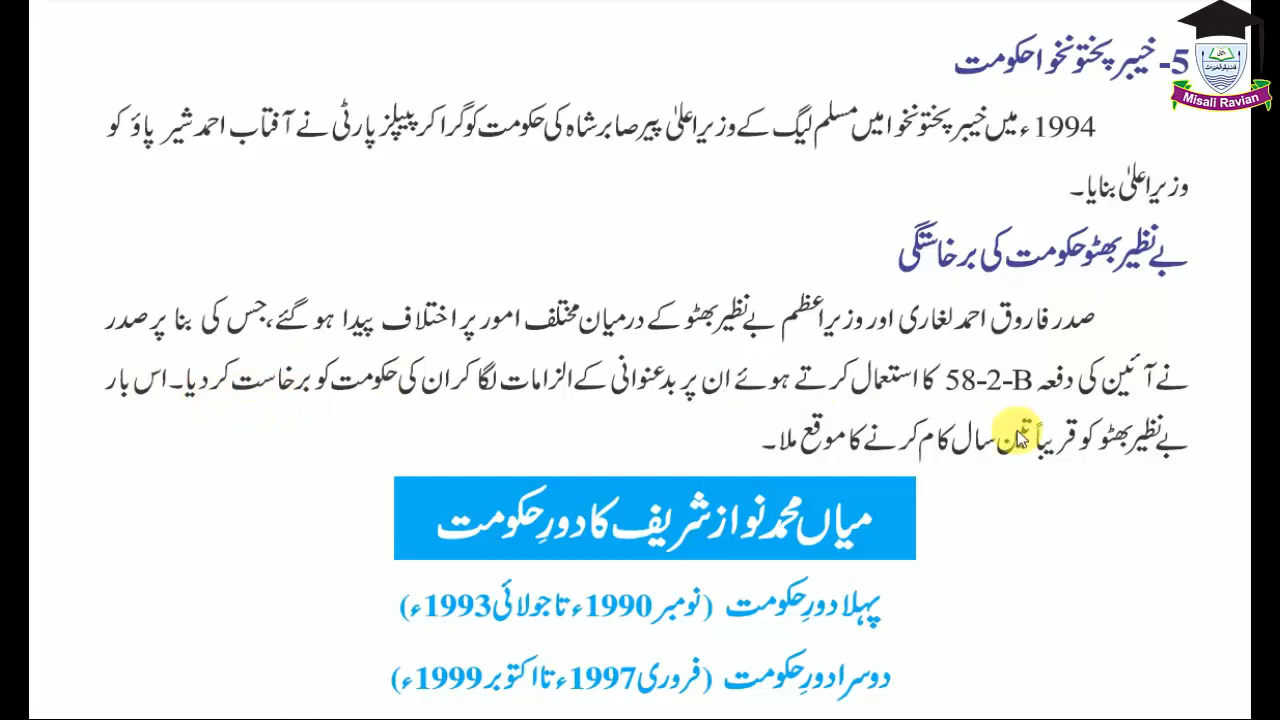 5- خیبر پختونخوا حکومت
1994ء میں خیبر پختونخوا میں مسلم لیگ کے وزیراعلیٰ پیر صابر شاہ کی حکومت کو گرا کر پیپلز پارٹی نے آفتاب احمد شیر پاؤ کو
وزیراعلیٰ بنایا۔
بے نظیر بھٹو حکومت کی برخاستگی
صدر فاروق احمد لغاری اور وزیراعظم بے نظیر بھٹو کے درمیان مختلف امور پر اختلاف پیدا ہو گئے، جس کی بنا پر صدر
نے آئین کی دفعہ 58-2-B کا استعمال کرتے ہوئے ان پر بدعنوانی کے الزامات لگا کر ان کی حکومت کو برخاست کر دیا۔ اس بار
بے نظیر بھٹو کو قریباً تین سال کام کرنے کا موقع ملا۔
میاں محمد نواز شریف کا دورِ حکومت
پہلا دورِ حکومت (نومبر 1990ء تا جولائی 1993ء)
دوسرا دورِ حکومت (فروری 1997ء تا اکتوبر 1999ء)
Misali Ravian